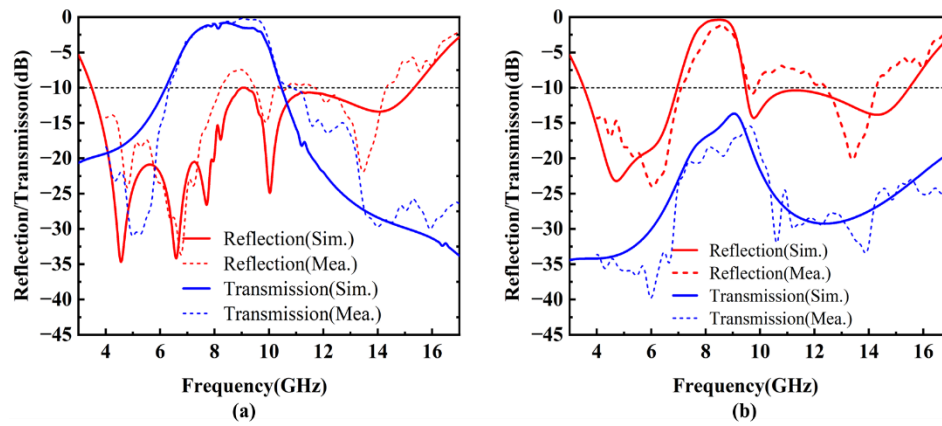 Reflection/Transmisson(dB)
0
−5
−10
−15
−20
−25
−30
−35
−40
−45
Reflection(Sim.)
Reflection(Mea.)
Transmission(Sim.)
Transmission(Mea.)
4 6 8 10 12 14 16
Frequency(GHz)
(a)
Reflection/Transmisson(dB)
0
−5
−10
−15
−20
−25
−30
−35
−40
−45
Reflection(Sim.)
Reflection(Mea.)
Transmission(Sim.)
Transmission(Mea.)
4 6 8 10 12 14 16
Frequency(GHz)
(b)